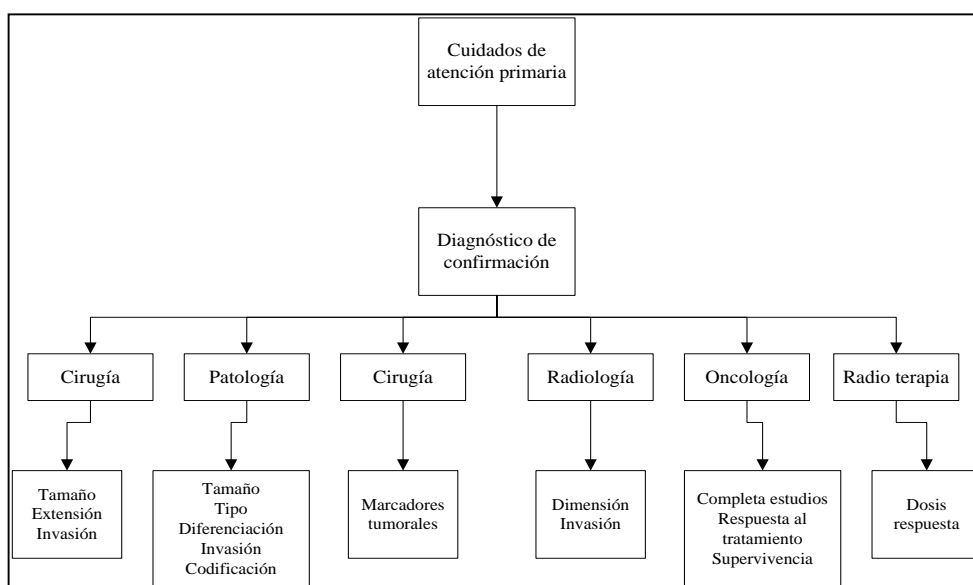 Cuidados de
atención primaria
Diagnóstico de
confirmación
Cirugía
Patología
Cirugía
Radiología
Oncología
Radio terapia
Tamaño
Extensión
Invasión
Tamaño
Tipo
Diferenciación
Invasión
Codificación
Marcadores
tumorales
Dimensión
Invasión
Completa estudios
Respuesta al
tratamiento
Supervivencia
Dosis
respuesta